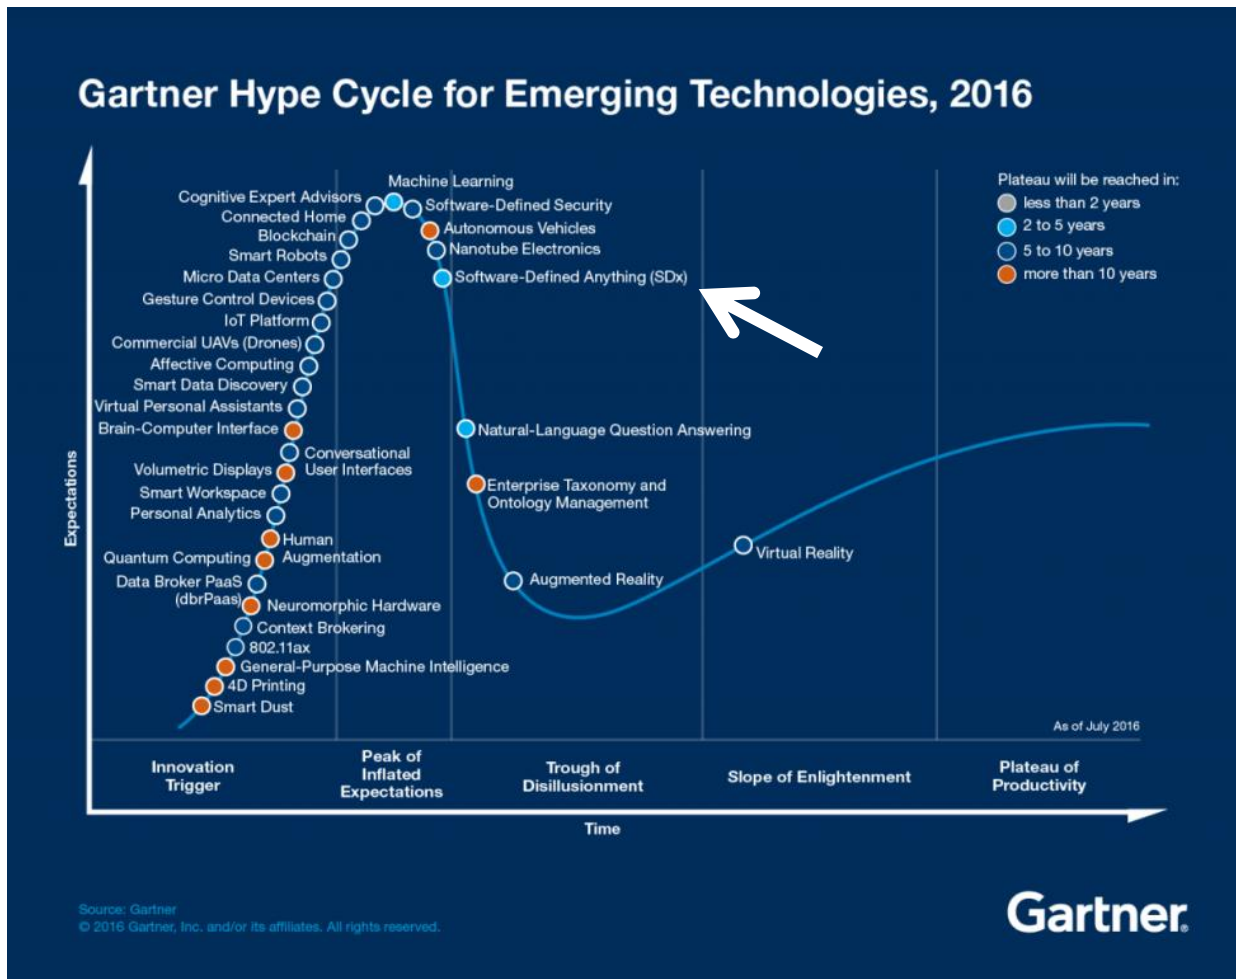 Gartner Hype Cycle for Emerging Technologies, 2016
Plateau will be reached in:
less than 2 years
2 to 5 years
5 to 10 years
more than 10 years
Expectations
Machine Learning
Cognitive Expert Advisors
Connected Home
Blockchain
Smart Robots
Micro Data Centers
Gesture Control Devices
IoT Platform
Commercial UAVs (Drones)
Affective Computing
Smart Data Discovery
Virtual Personal Assistants
Brain-Computer Interface
Conversational
User Interfaces
Volumetric Displays
Smart Workspace
Personal Analytics
Human
Augmentation
Quantum Computing
Data Broker PaaS
(dbrPaas)
Neuromorphic Hardware
Context Brokering
802.11ax
General-Purpose Machine Intelligence
4D Printing
Smart Dust
Software-Defined Security
Autonomous Vehicles
Nanotube Electronics
Software-Defined Anything (SDx)
Natural-Language Question Answering
Enterprise Taxonomy and
Ontology Management
Augmented Reality
Virtual Reality
As of July 2016
Innovation
Trigger
Peak of
Inflated
Expectations
Trough of
Disillusionment
Slope of Enlightenment
Plateau of
Productivity
Time
Source: Gartner
© 2016 Gartner, Inc. and/or its affiliates. All rights reserved.
Gartner®